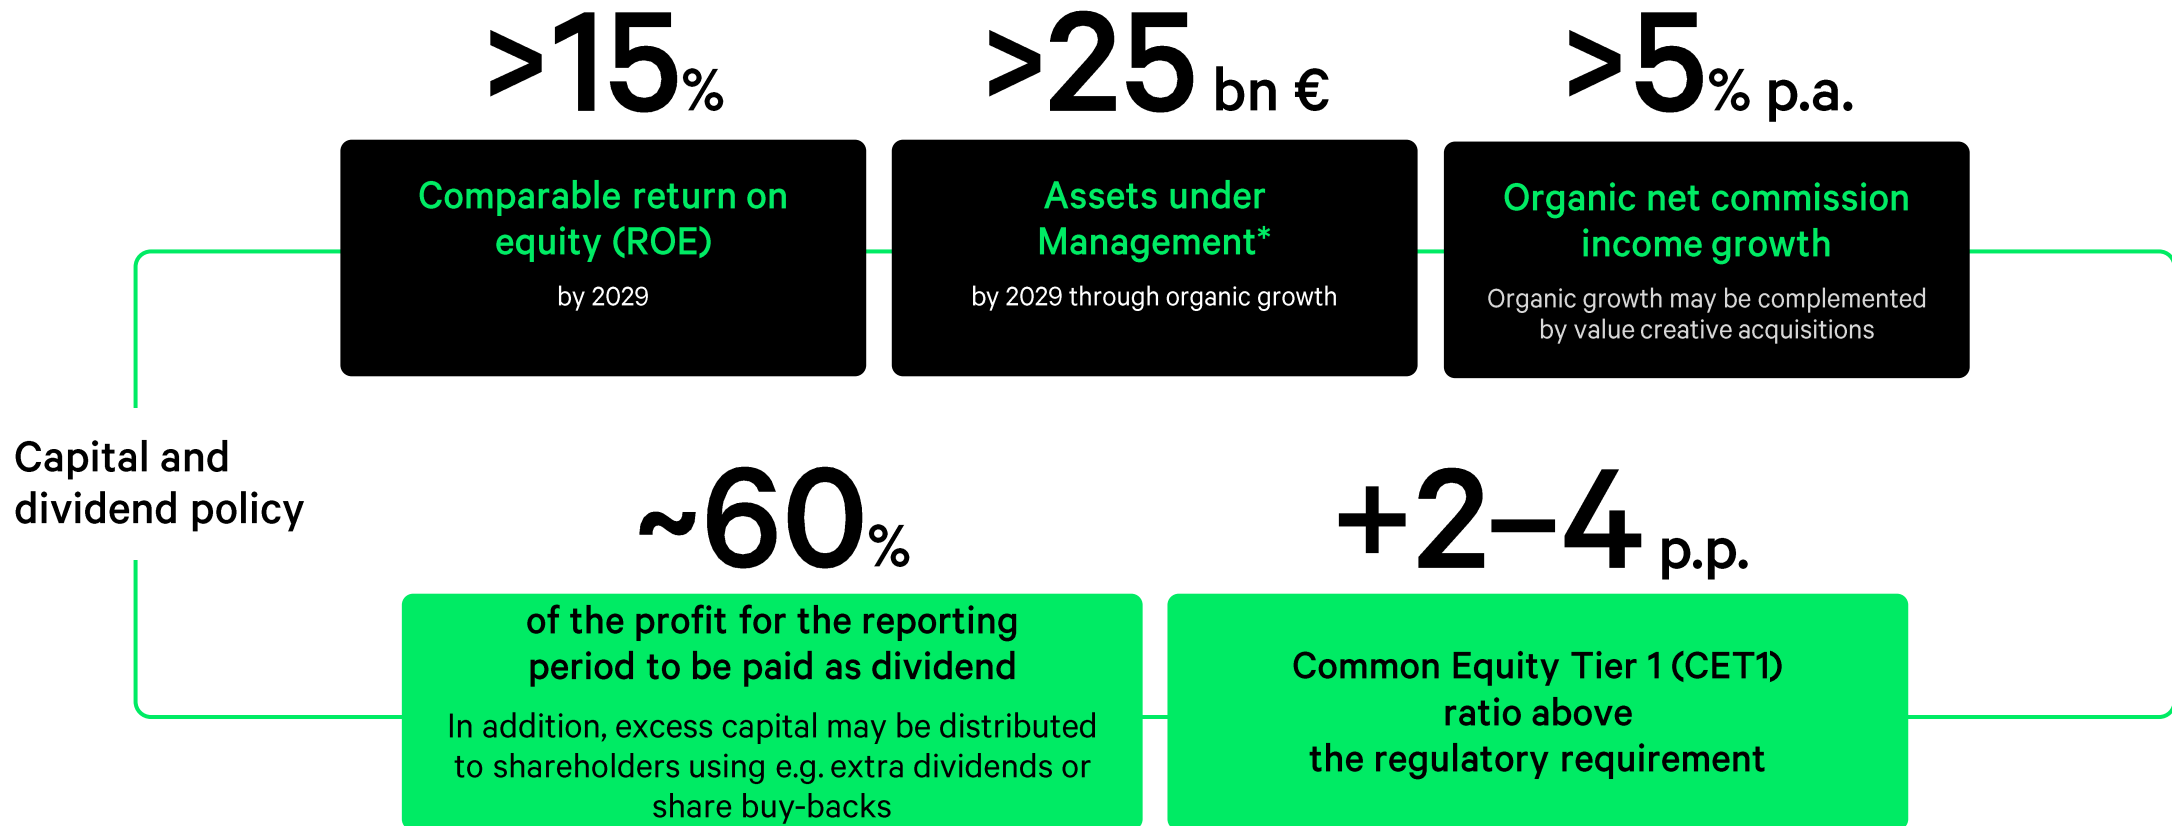 >15%
Comparable return on
equity (ROE)
by 2029
>25 bn €
Assets under
Management*
by 2029 through organic growth
>5% p.a.
Organic net commission
income growth
Organic growth may be complemented
by value creative acquisitions
Capital and
dividend policy
~60%
of the profit for the reporting
period to be paid as dividend
In addition, excess capital may be distributed
to shareholders using e.g. extra dividends or
share buy-backs
+2–4 p.p.
Common Equity Tier 1 (CET1)
ratio above
the regulatory requirement